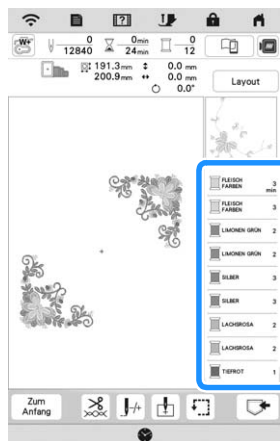 W+
0
12840
0min
24min
0
12
191.3mm
200.9mm
0.0 mm
0.0 mm
0.0°
Layout
FLEISCH
FARBEN
3
min
FLEISCH
FARBEN
3
LIMONEN GRÜN 2
LIMONEN GRÜN 2
SILBER 3
SILBER 3
LACHSROSA 2
LACHSROSA 2
TIEFROT 1
Zum
Anfang
-/+